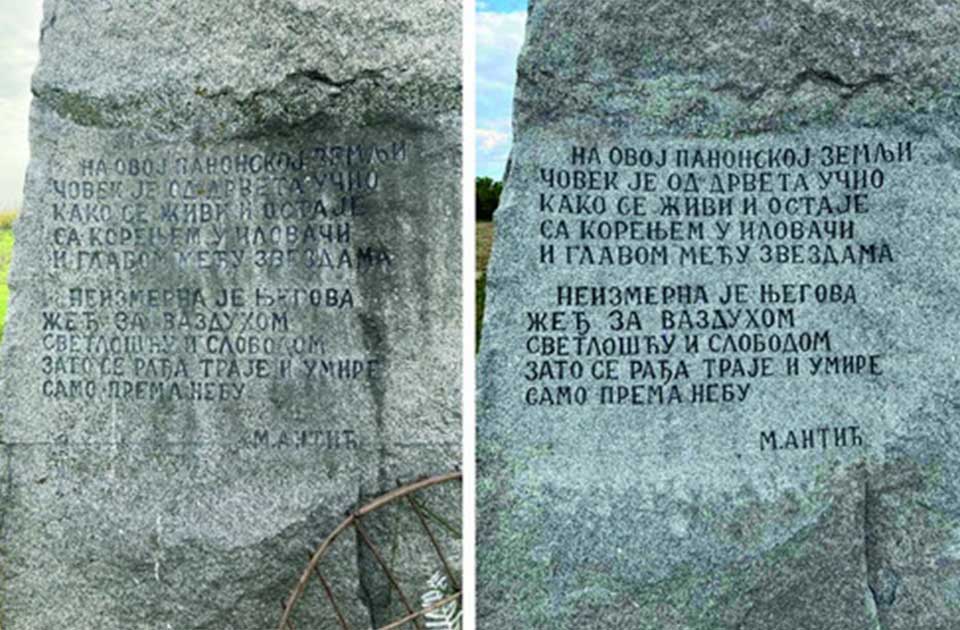 НА ОВОЈ ПАНОНСКОЈ ЗЕМЉИ
ЧОВЕК ЈЕ ОД ДРВЕТА УЧИО
КАКО СЕ ЖИВИ И ОСТАЈЕ
СА КОРЕЊЕМ У ИЛОВАЧИ
И ГЛАВОМ МЕЂУ ЗВЕЗДАМА
НЕИЗМЕРНА ЈЕ ЊЕГОВА
ЖЕЂ ЗА ВАЗДУХОМ
СВЕТЛОШЋУ И СЛОБОДОМ
ЗАТО СЕ РАЂА ТРАЈЕ И УМИРЕ
САМО ПРЕМА НЕБУ
М.АНТИЋ
НА ОВОЈ ПАНОНСКОЈ ЗЕМЉИ
ЧОВЕК ЈЕ ОД ДРВЕТА УЧИО
КАКО СЕ ЖИВИ И ОСТАЈЕ
СА КОРЕЊЕМ У ИЛОВАЧИ
И ГЛАВОМ МЕЂУ ЗВЕЗДАМА
НЕИЗМЕРНА ЈЕ ЊЕГОВА
ЖЕЂ ЗА ВАЗДУХОМ
СВЕТЛОШЋУ И СЛОБОДОМ
ЗАТО СЕ РАЂА ТРАЈЕ И УМИРЕ
САМО ПРЕМА НЕБУ
М.АНТИЋ